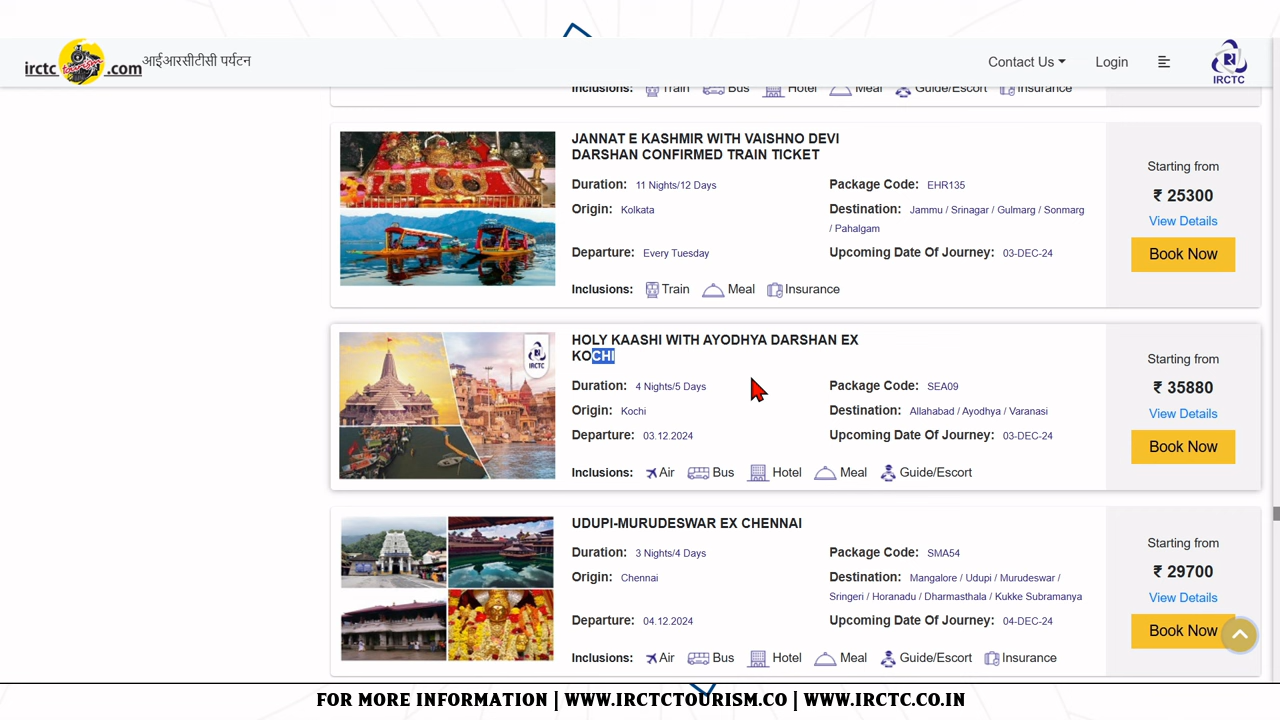 irctc tourism .com आईआरसीटीसी पर्यटन
Contact Us Login IRCTC
Inclusions: Train Bus Hotel Meal Guide/Escort Insurance
JANNAT E KASHMIR WITH VAISHNO DEVI
DARSHAN CONFIRMED TRAIN TICKET
Duration: 11 Nights/12 Days Package Code: EHR135
Origin: Kolkata Destination: Jammu / Srinagar / Gulmarg / Sonmarg
/ Pahalgam
Departure: Every Tuesday Upcoming Date Of Journey: 03-DEC-24
Inclusions: Train Meal Insurance
Starting from
₹ 25300
View Details
Book Now
IRCTC
HOLY KAASHI WITH AYODHYA DARSHAN EX
KOCHI
Duration: 4 Nights/5 Days Package Code: SEA09
Origin: Kochi Destination: Allahabad / Ayodhya / Varanasi
Departure: 03.12.2024 Upcoming Date Of Journey: 03-DEC-24
Inclusions: Air Bus Hotel Meal Guide/Escort
Starting from
₹ 35880
View Details
Book Now
UDUPI-MURUDESWAR EX CHENNAI
Duration: 3 Nights/4 Days Package Code: SMA54
Origin: Chennai Destination: Mangalore / Udupi / Murudeswar /
Sringeri / Horanadu / Dharmasthala / Kukke Subramanya
Departure: 04.12.2024 Upcoming Date Of Journey: 04-DEC-24
Inclusions: Air Bus Hotel Meal Guide/Escort Insurance
Starting from
₹ 29700
View Details
Book Now
FOR MORE INFORMATION | WWW.IRCTCTOURISM.CO | WWW.IRCTC.CO.IN